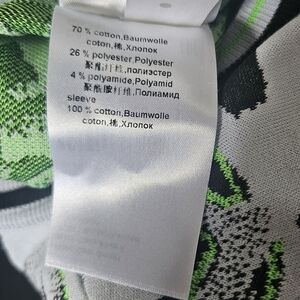 70 % cotton,Baumwolle
coton,棉,Хлопок
26 % polyester,Polyester
聚酯纤维,полиэстер
4 % polyamide,Polyamid
聚酰胺纤维,Полиамид
sleeve
100 % cotton,Baumwolle
coton,棉,Хлопок